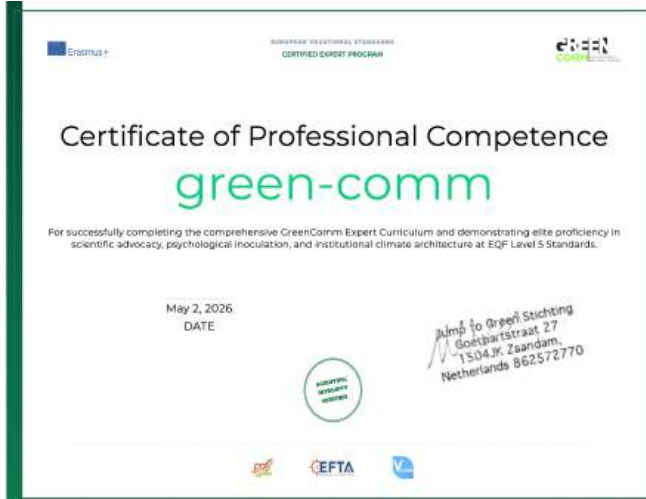 Erasmus+
EUROPEAN VOCATIONAL STANDARDS
CERTIFIED EXPERT PROGRAM
GREEN
COMM
Certificate of Professional Competence
green-comm
For successfully completing the comprehensive GreenComm Expert Curriculum and demonstrating elite proficiency in
scientific advocacy, psychological inoculation, and institutional climate architecture at EQF Level 5 Standards.
May 2, 2026
DATE
Jump to Green Stichting
Goethartstraat 27
1504JK Zaandam,
Netherlands 862572770
SCIENTIFIC
INTEGRITY
VERIFIED
EFTA